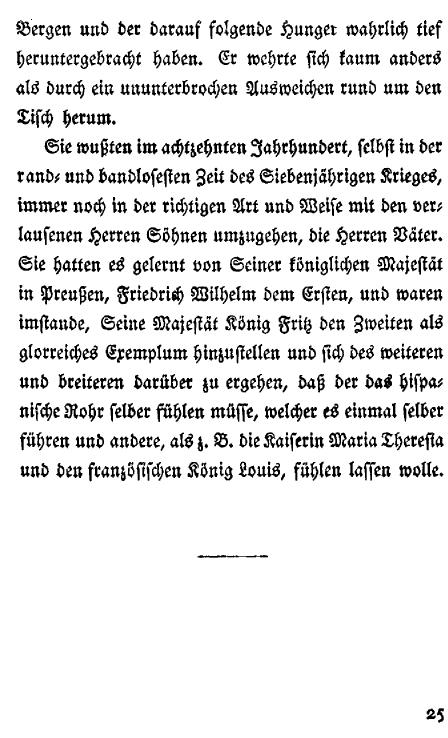 Bergen und der darauf folgende Hunger wahrlich tief
heruntergebracht haben. Er wehrte sich kaum anders
als durch ein ununterbrochen Ausweichen rund um den
Tisch herum.
Sie wußten im achtzehnten Jahrhundert, selbst in der
rand- und bandlosesten Zeit des Siebenjährigen Krieges,
immer noch in der richtigen Art und Weise mit den ver-
lausenen Herren Söhnen umzugehen, die Herren Väter.
Sie hatten es gelernt von Seiner königlichen Majestät
in Preußen, Friedrich Wilhelm dem Ersten, und waren
imstande, Seine Majestät König Fritz den Zweiten als
glorreiches Exemplum hinzustellen und sich des weiteren
und breiteren darüber zu ergehen, daß der das hispa-
nische Rohr selber fühlen müsse, welcher es einmal selber
führen und andere, als z. B. die Kaiserin Maria Theresia
und den französischen König Louis, fühlen lassen wolle.
25